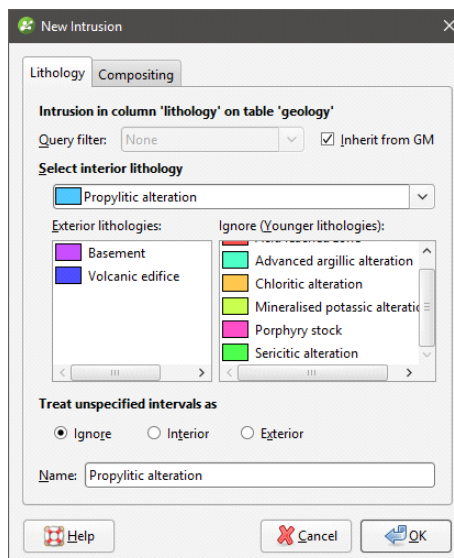 New Intrusion
Lithology
Compositing
Intrusion in column 'lithology' on table 'geology'
Query filter: None
Inherit from GM
Select interior lithology
Propylitic alteration
Exterior lithologies:
Basement
Volcanic edifice
Ignore (Younger lithologies):
Advanced argillic alteration
Chloritic alteration
Mineralised potassic alteratic
Porphyry stock
Sericitic alteration
Treat unspecified intervals as
Ignore
Interior
Exterior
Name: Propylitic alteration
Help
Cancel
OK